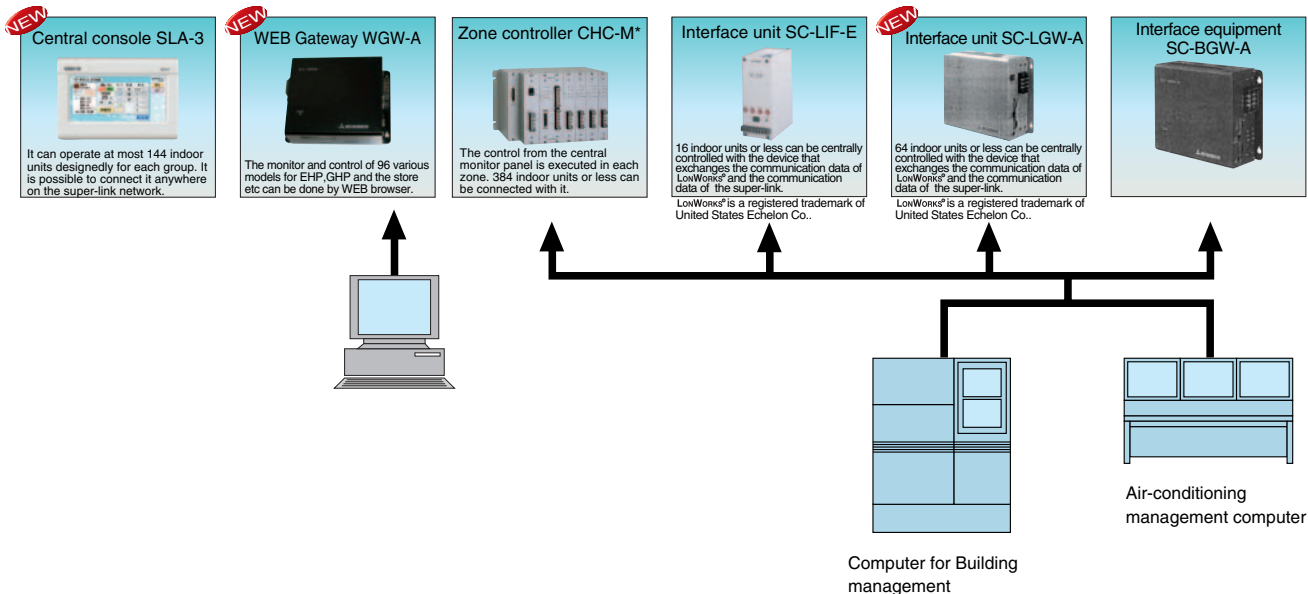 NEW
Central console SLA-3
It can operate at most 144 indoor
units designedly for each group. It
is possible to connect it anywhere
on the super-link network.
NEW
WEB Gateway WGW-A
The monitor and control of 96 various
models for EHP,GHP and the store
etc can be done by WEB browser.
Zone controller CHC-M*
The control from the central
monitor panel is executed in each
zone. 384 indoor units or less can
be connected with it.
Interface unit SC-LIF-E
16 indoor units or less can be centrally
controlled with the device that
exchanges the communication data of
LONWORKS® and the communication
data of the super-link.
LONWORKS® is a registered trademark of
United States Echelon Co..
NEW
Interface unit SC-LGW-A
64 indoor units or less can be centrally
controlled with the device that
exchanges the communication data of
LONWORKS® and the communication
data of the super-link.
LONWORKS® is a registered trademark of
United States Echelon Co..
Interface equipment
SC-BGW-A
Air-conditioning
management computer
Computer for Building
management